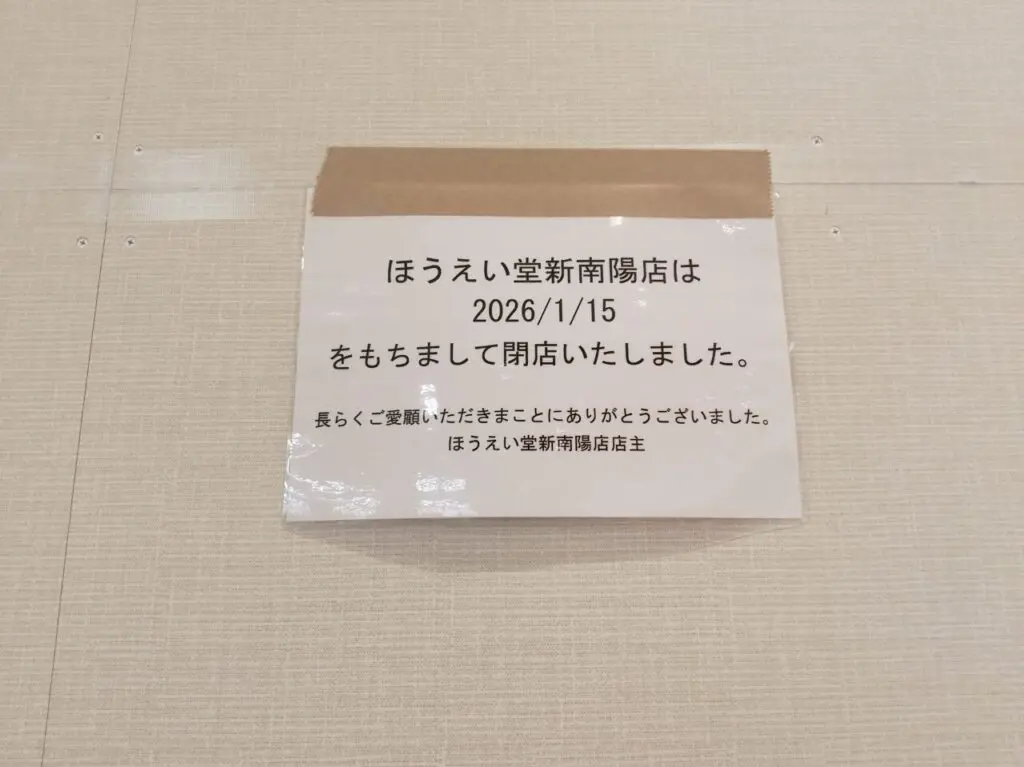 ほうえい堂新南陽店は
2026/1/15
をもちまして閉店いたしました。
長らくご愛願いただきまことにありがとうございました。
ほうえい堂新南陽店店主